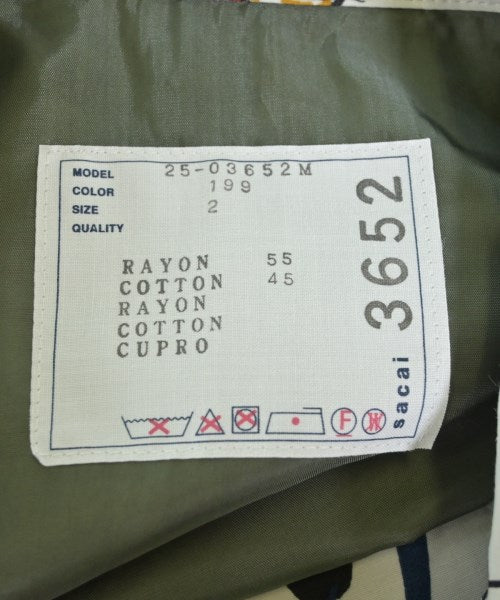 MODEL 25-03652M
COLOR 199
SIZE 2
QUALITY
RAYON 55
COTTON 45
RAYON
COTTON
CUPRO
F
W
sacai 3652